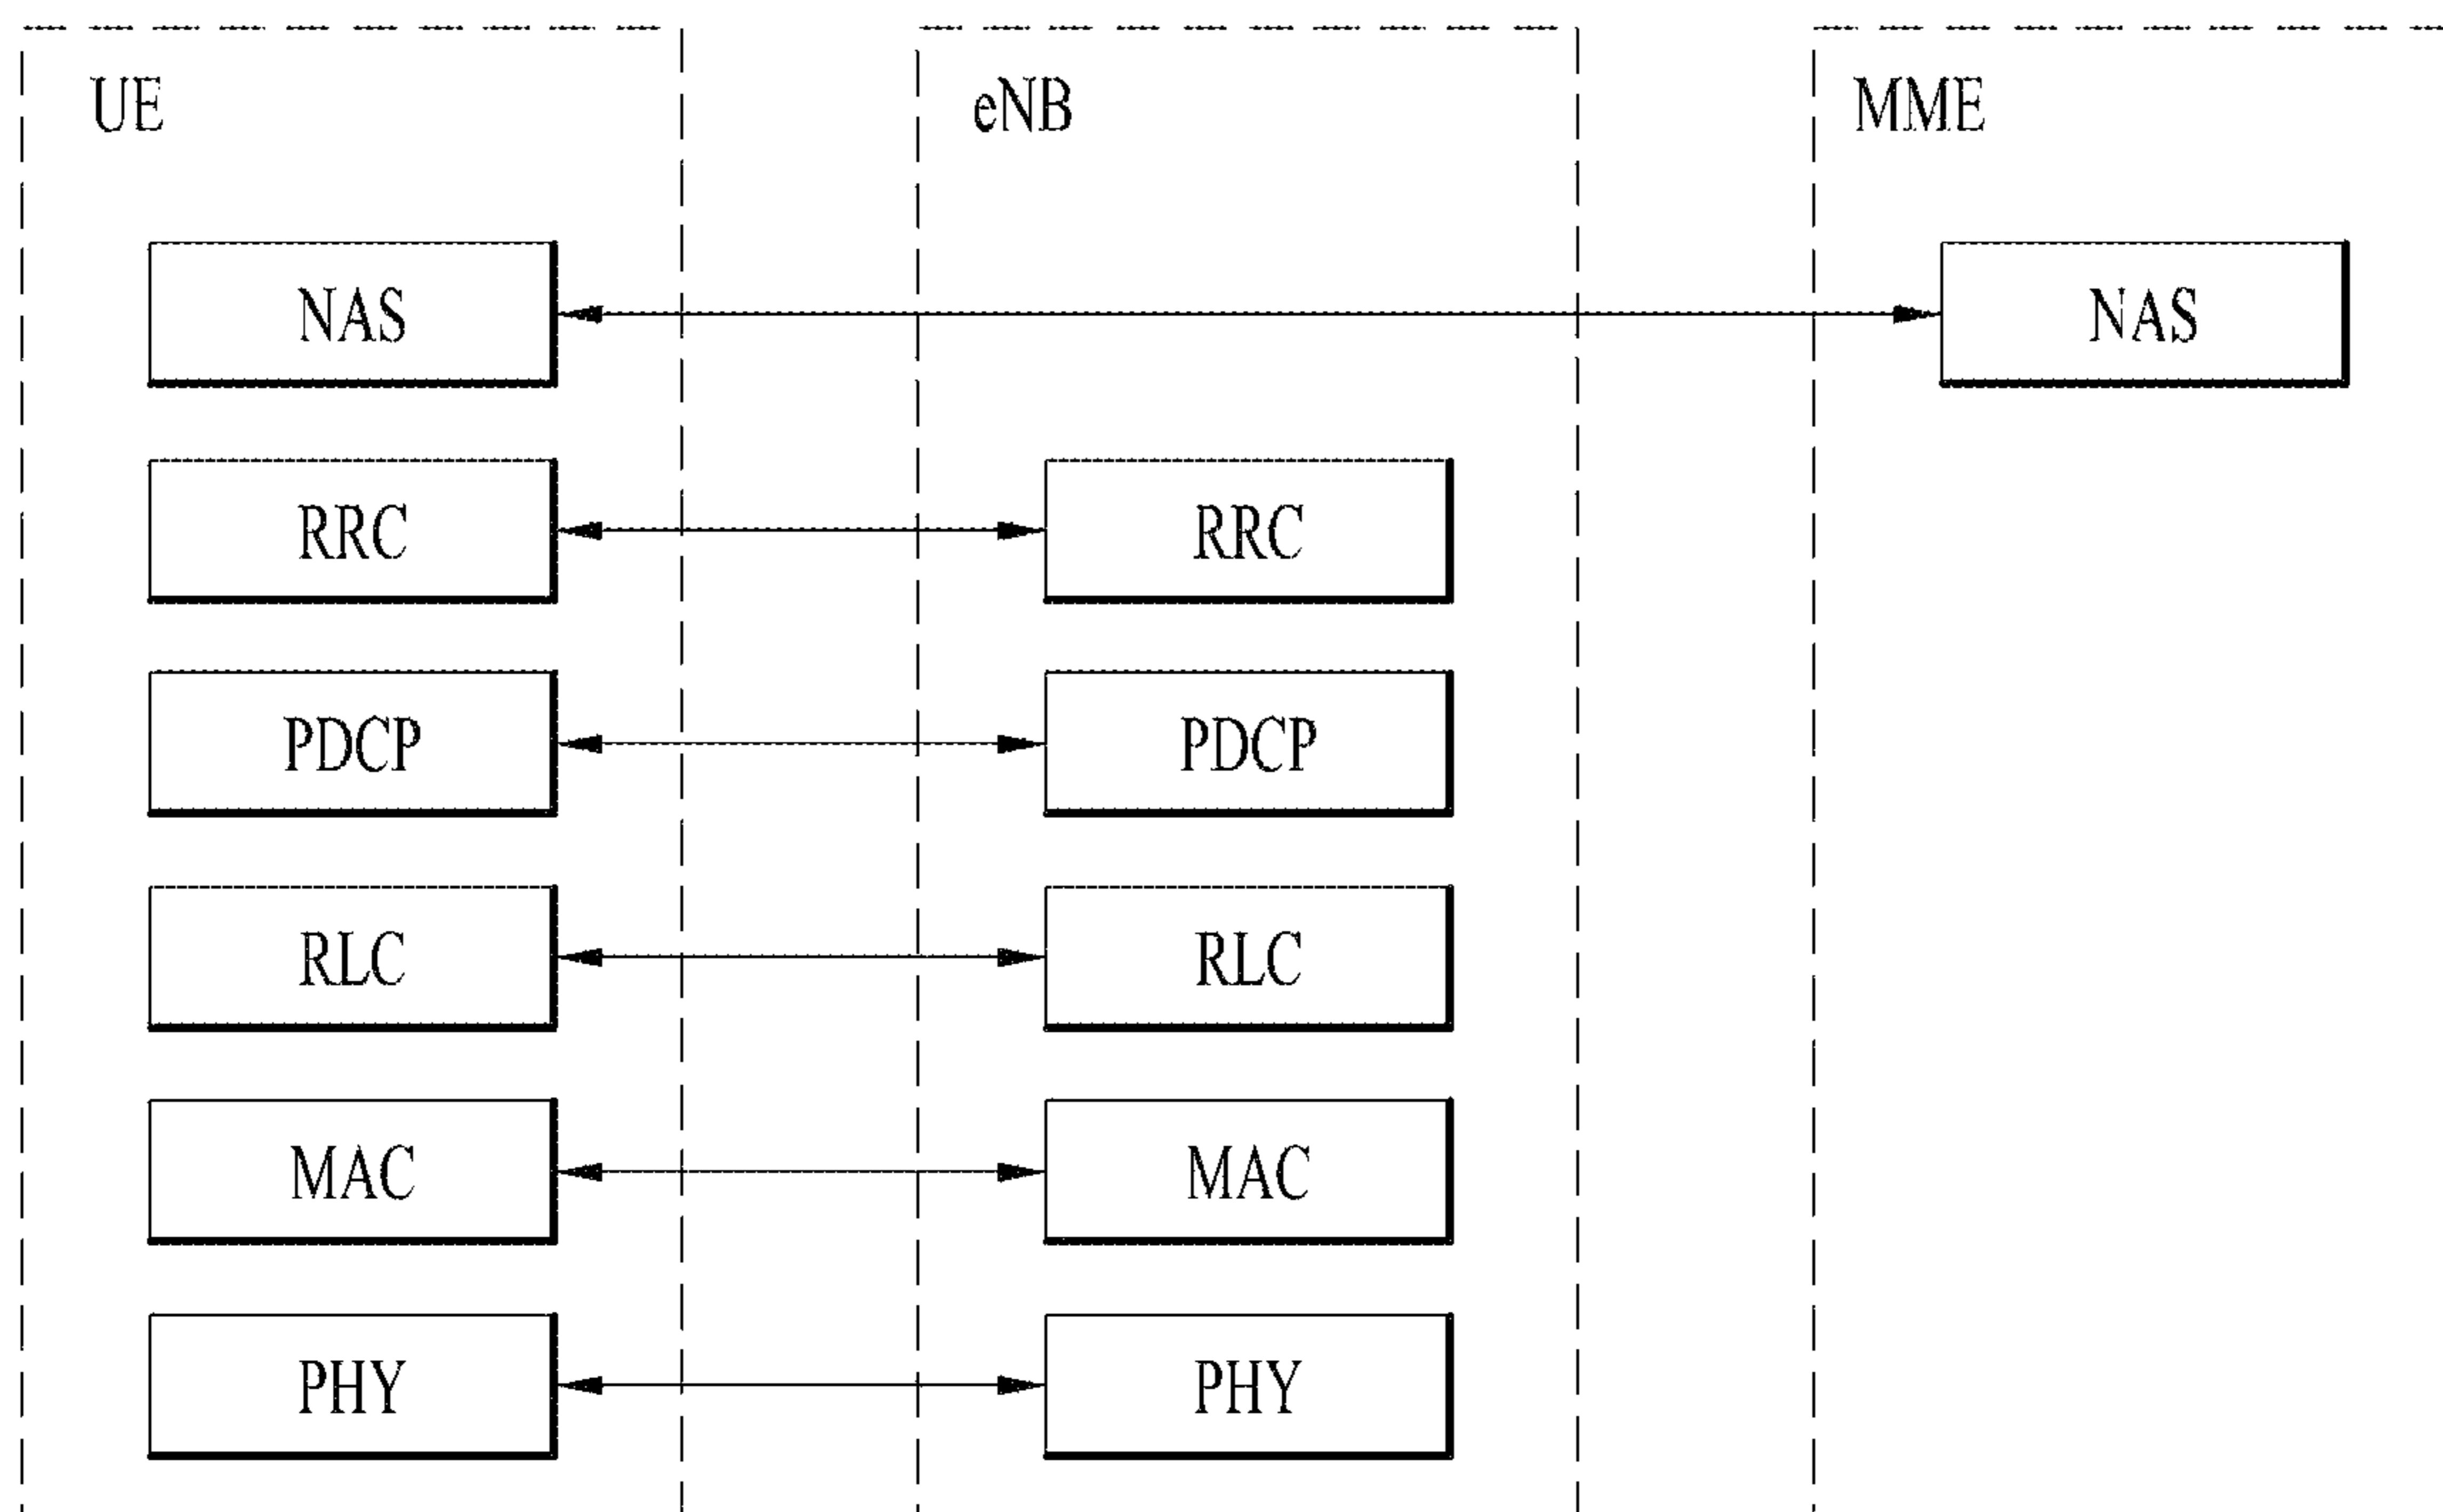 UE eNB MME
NAS NAS
RRC RRC
PDCP PDCP
RLC RLC
MAC MAC
PHY PHY